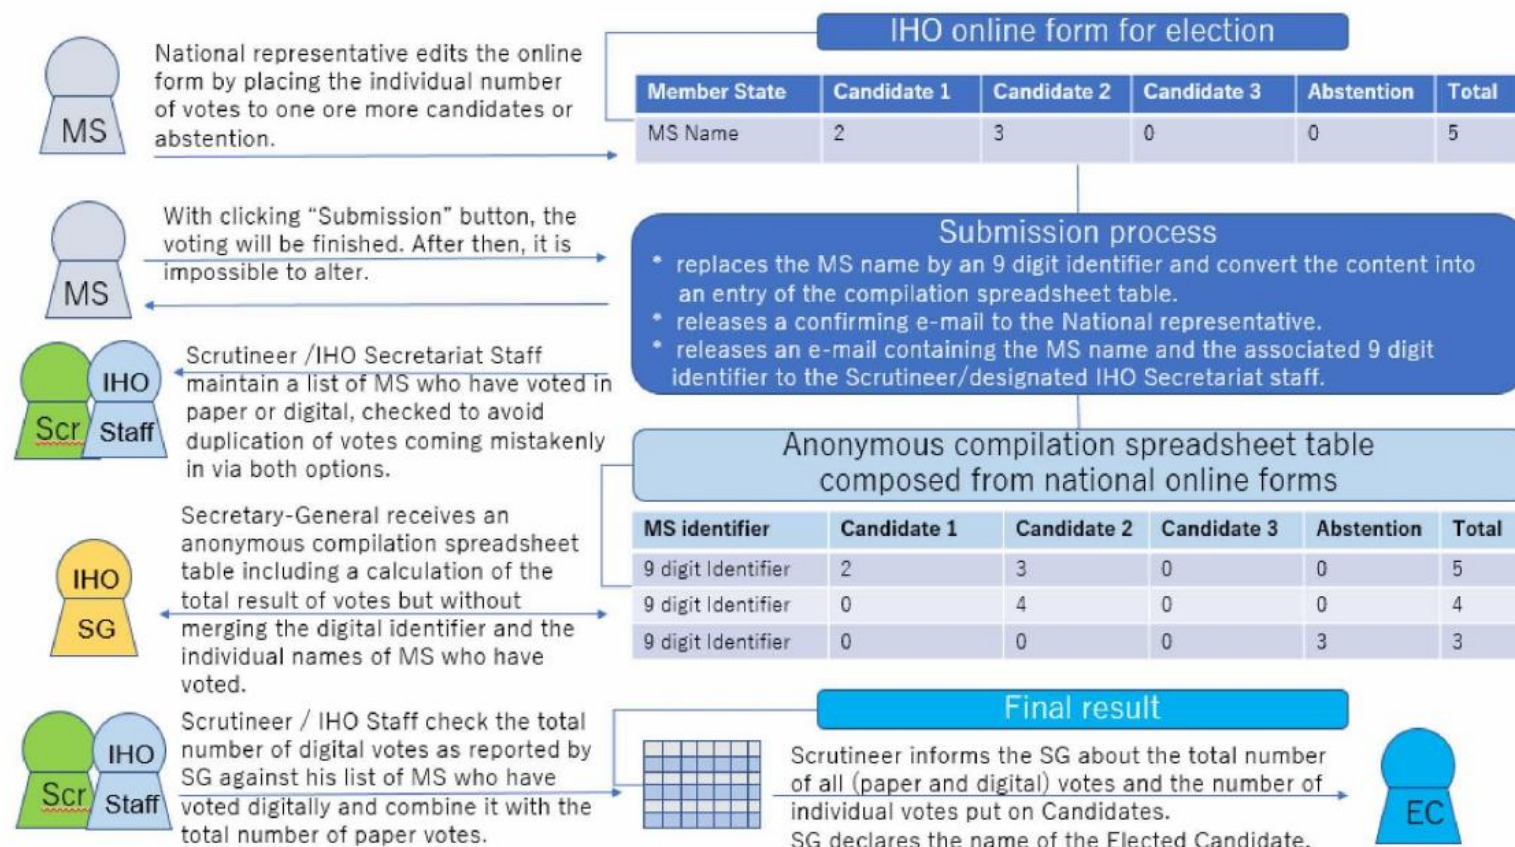 IHO online form for election
MS
National representative edits the online
form by placing the individual number
of votes to one ore more candidates or
abstention.
Member State Candidate 1 Candidate 2 Candidate 3 Abstention Total
MS Name 2 3 0 0 5
MS
With clicking “Submission” button, the
voting will be finished. After then, it is
impossible to alter.
Submission process
* replaces the MS name by an 9 digit identifier and convert the content into
an entry of the compilation spreadsheet table.
* releases a confirming e-mail to the National representative.
* releases an e-mail containing the MS name and the associated 9 digit
identifier to the Scrutineer/designated IHO Secretariat staff.
Scr
IHO
Staff
Scrutineer /IHO Secretariat Staff
maintain a list of MS who have voted in
paper or digital, checked to avoid
duplication of votes coming mistakenly
in via both options.
Anonymous compilation spreadsheet table
composed from national online forms
IHO
SG
Secretary-General receives an
anonymous compilation spreadsheet
table including a calculation of the
total result of votes but without
merging the digital identifier and the
individual names of MS who have
voted.
MS identifier Candidate 1 Candidate 2 Candidate 3 Abstention Total
9 digit Identifier 2 3 0 0 5
9 digit Identifier 0 4 0 0 4
9 digit Identifier 0 0 0 3 3
Scr
IHO
Staff
Scrutineer / IHO Staff check the total
number of digital votes as reported by
SG against his list of MS who have
voted digitally and combine it with the
total number of paper votes.
Final result
Scrutineer informs the SG about the total number
of all (paper and digital) votes and the number of
individual votes put on Candidates.
SG declares the name of the Elected Candidate.
EC